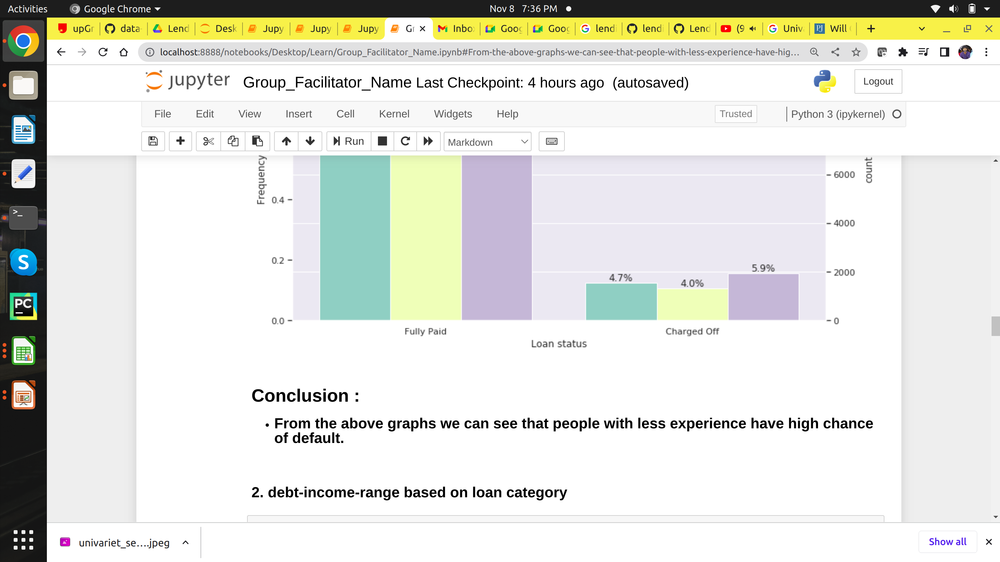 Activities
Google Chrome
Nov 8 7:36 PM
upGr
data-
Lend
Desk
Jupy
Jupy
Jupy
Gr
Inbo
Goog
Goog
lendi
lendi
Lend
(9
Univa
PJ
Will
localhost:8888/notebooks/Desktop/Learn/Group_Facilitator_Name.ipynb#From-the-above-graphs-we-can-see-that-people-with-less-experience-have-hig...
jupyter Group_Facilitator_Name Last Checkpoint: 4 hours ago (autosaved)
Logout
File Edit View Insert Cell Kernel Widgets Help
Trusted
Python 3 (ipykernel)
Run
Markdown
>_
S
PC
Frequency
0.4
0.2
0.0
count
6000
4000
2000
0
4.7%
4.0%
5.9%
Fully Paid
Charged Off
Loan status
Conclusion :
• From the above graphs we can see that people with less experience have high chance
of default.
2. debt-income-range based on loan category
univariet_se....jpeg
Show all